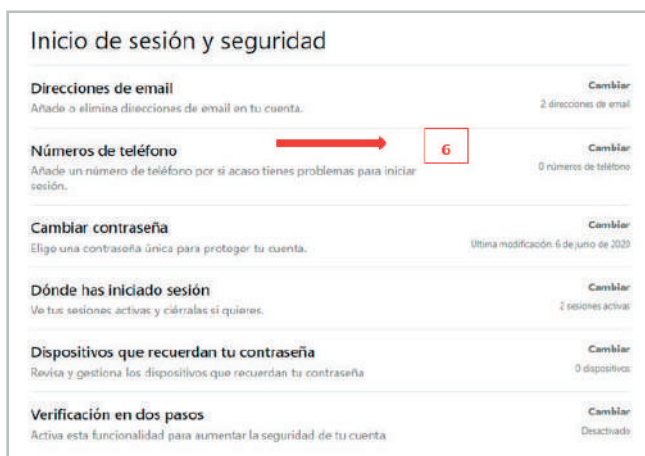 Inicio de sesión y seguridad
Direcciones de email
Cambiar
Añade o elimina direcciones de email en tu cuenta.
2 direcciones de email
Números de teléfono
6
Cambiar
Añade un número de teléfono por si acaso tienes problemas para iniciar
sesión.
0 números de teléfono
Cambiar contraseña
Cambiar
Elige una contraseña única para proteger tu cuenta.
Última modificación: 6 de junio de 2020
Dónde has iniciado sesión
Cambiar
Ve tus sesiones activas y ciérralas si quieres.
2 sesiones activas
Dispositivos que recuerdan tu contraseña
Cambiar
Revisa y gestiona los dispositivos que recuerdan tu contraseña
0 dispositivos
Verificación en dos pasos
Cambiar
Activa esta funcionalidad para aumentar la seguridad de tu cuenta
Desactivado